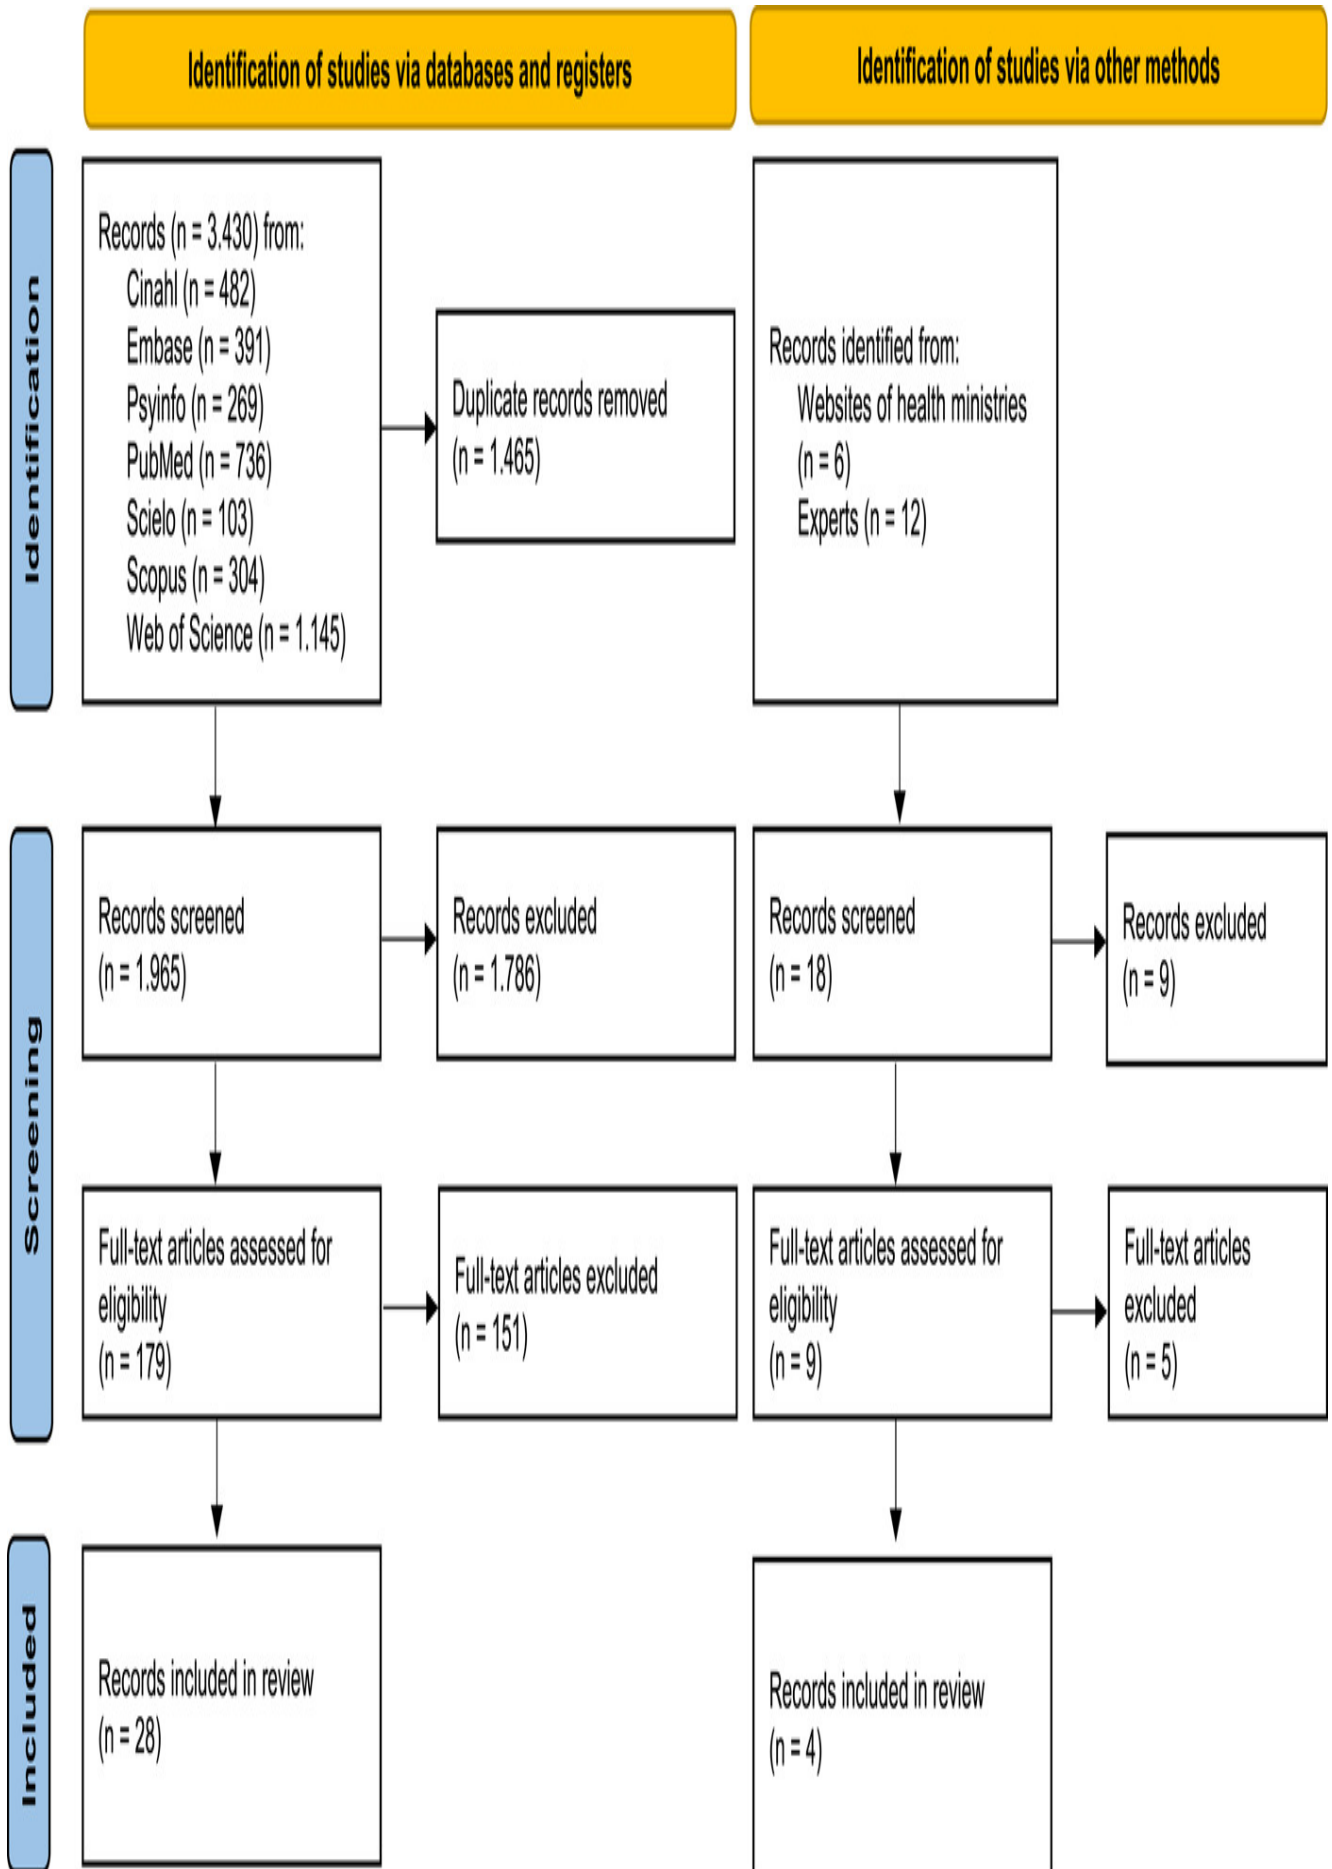 Identification of studies via databases and registers
Identification of studies via other methods
Identification
Records (n = 3.430) from:
Cinahl (n = 482)
Embase (n = 391)
Psyinfo (n = 269)
PubMed (n = 736)
Scielo (n = 103)
Scopus (n = 304)
Web of Science (n = 1.145)
Duplicate records removed
(n = 1.465)
Records identified from:
Websites of health ministries
(n = 6)
Experts (n = 12)
Screening
Records screened
(n = 1.965)
Records excluded
(n = 1.786)
Records screened
(n = 18)
Records excluded
(n = 9)
Full-text articles assessed for
eligibility
(n = 179)
Full-text articles excluded
(n = 151)
Full-text articles assessed for
eligibility
(n = 9)
Full-text articles
excluded
(n = 5)
Included
Records included in review
(n = 28)
Records included in review
(n = 4)